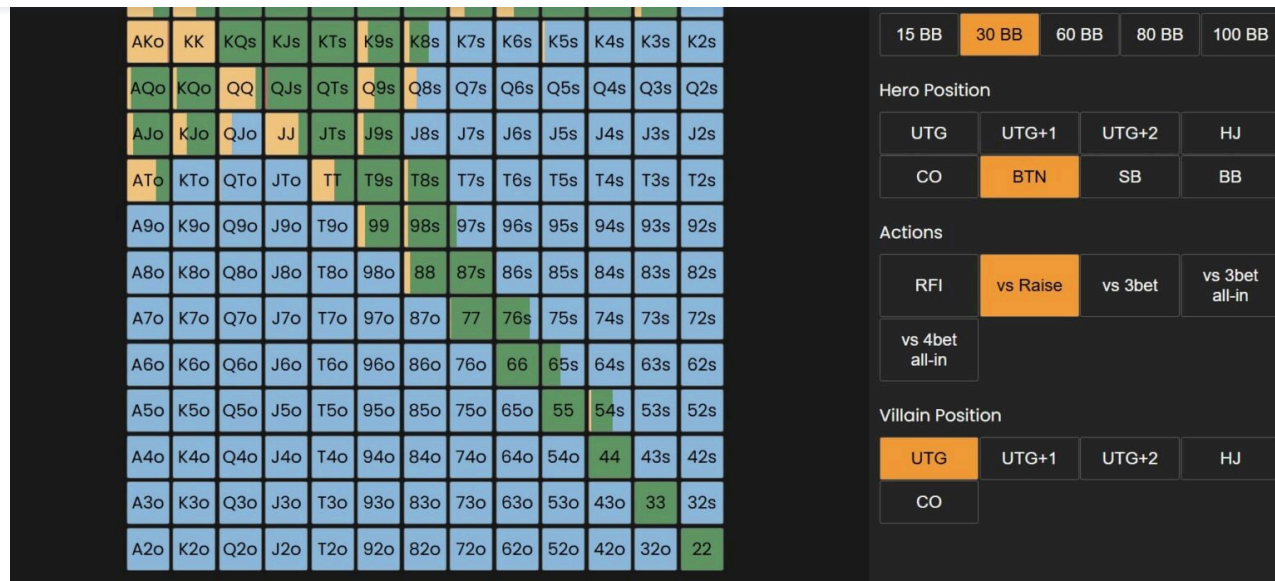 AKo KK KQs KJs KTs K9s K8s K7s K6s K5s K4s K3s K2s
AQo KQo QQ QJs QTs Q9s Q8s Q7s Q6s Q5s Q4s Q3s Q2s
AJo KJo QJo JJ JTs J9s J8s J7s J6s J5s J4s J3s J2s
ATo KTo QTo JTo TT T9s T8s T7s T6s T5s T4s T3s T2s
A9o K9o Q9o J9o T9o 99 98s 97s 96s 95s 94s 93s 92s
A8o K8o Q8o J8o T8o 98o 88 87s 86s 85s 84s 83s 82s
A7o K7o Q7o J7o T7o 97o 87o 77 76s 75s 74s 73s 72s
A6o K6o Q6o J6o T6o 96o 86o 76o 66 65s 64s 63s 62s
A5o K5o Q5o J5o T5o 95o 85o 75o 65o 55 54s 53s 52s
A4o K4o Q4o J4o T4o 94o 84o 74o 64o 54o 44 43s 42s
A3o K3o Q3o J3o T3o 93o 83o 73o 63o 53o 43o 33 32s
A2o K2o Q2o J2o T2o 92o 82o 72o 62o 52o 42o 32o 22
15 BB 30 BB 60 BB 80 BB 100 BB
Hero Position
UTG UTG+1 UTG+2 HJ
CO BTN SB BB
Actions
RFI vs Raise vs 3bet vs 3bet
all-in
vs 4bet
all-in
Villain Position
UTG UTG+1 UTG+2 HJ
CO